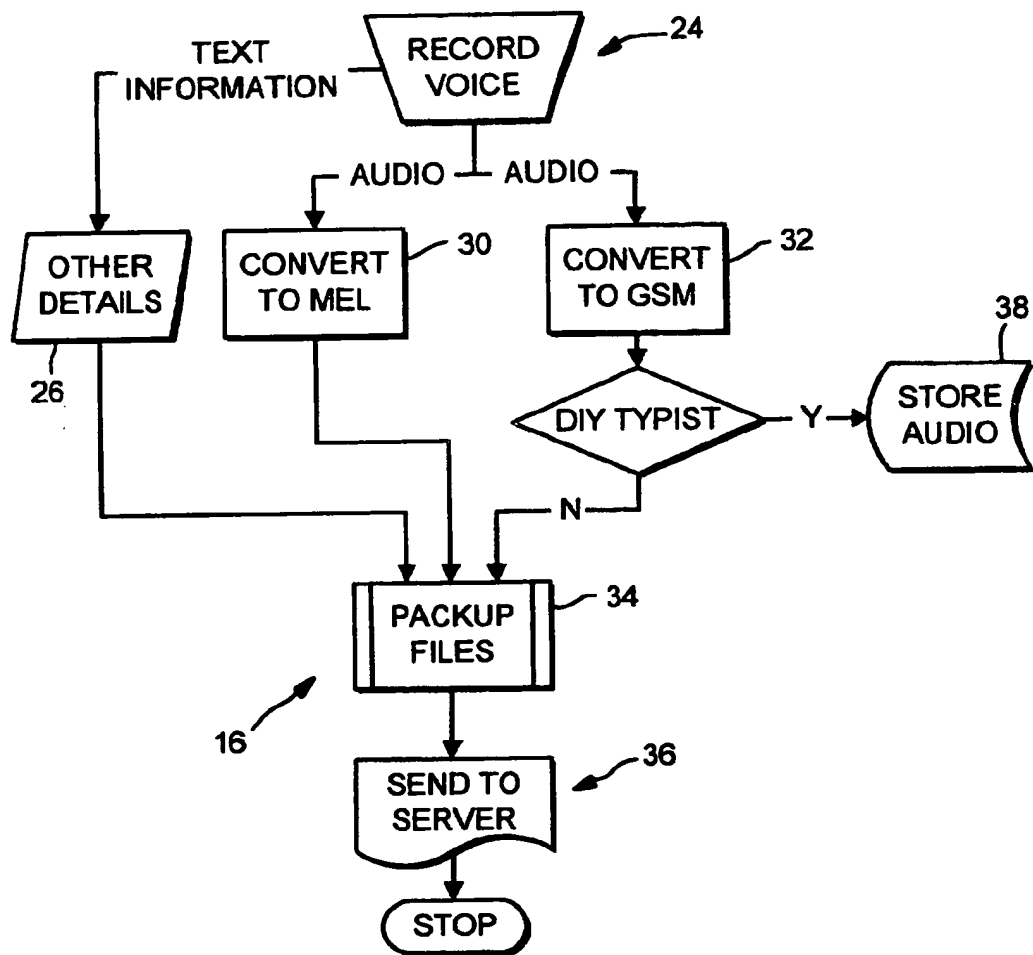 RECORD
VOICE
24
TEXT
INFORMATION
AUDIO
AUDIO
OTHER
DETAILS
26
CONVERT
TO MEL
30
CONVERT
TO GSM
32
DIY TYPIST
Y
STORE
AUDIO
38
N
PACKUP
FILES
34
16
SEND TO
SERVER
36
STOP